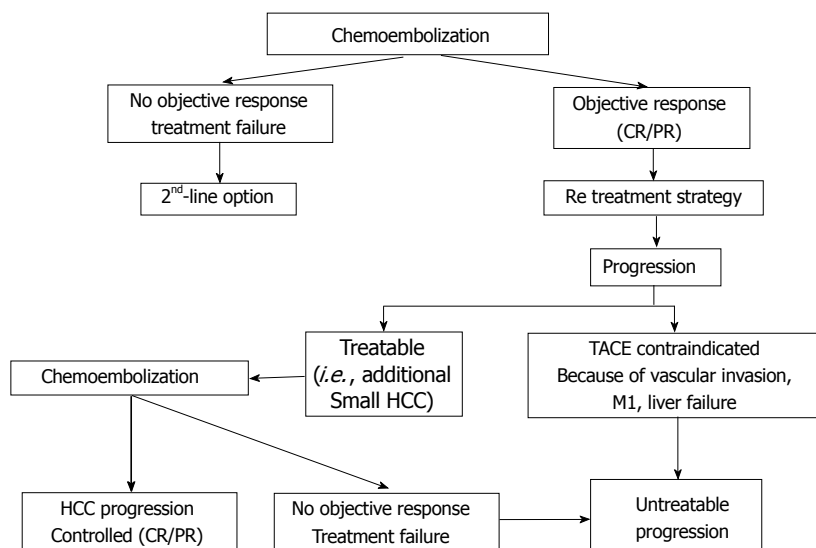 Chemoembolization
No objective response
treatment failure
Objective response
(CR/PR)
2nd-line option
Re treatment strategy
Progression
Treatable
(i.e., additional
Small HCC)
TACE contraindicated
Because of vascular invasion,
M1, liver failure
Chemoembolization
HCC progression
Controlled (CR/PR)
No objective response
Treatment failure
Untreatable
progression